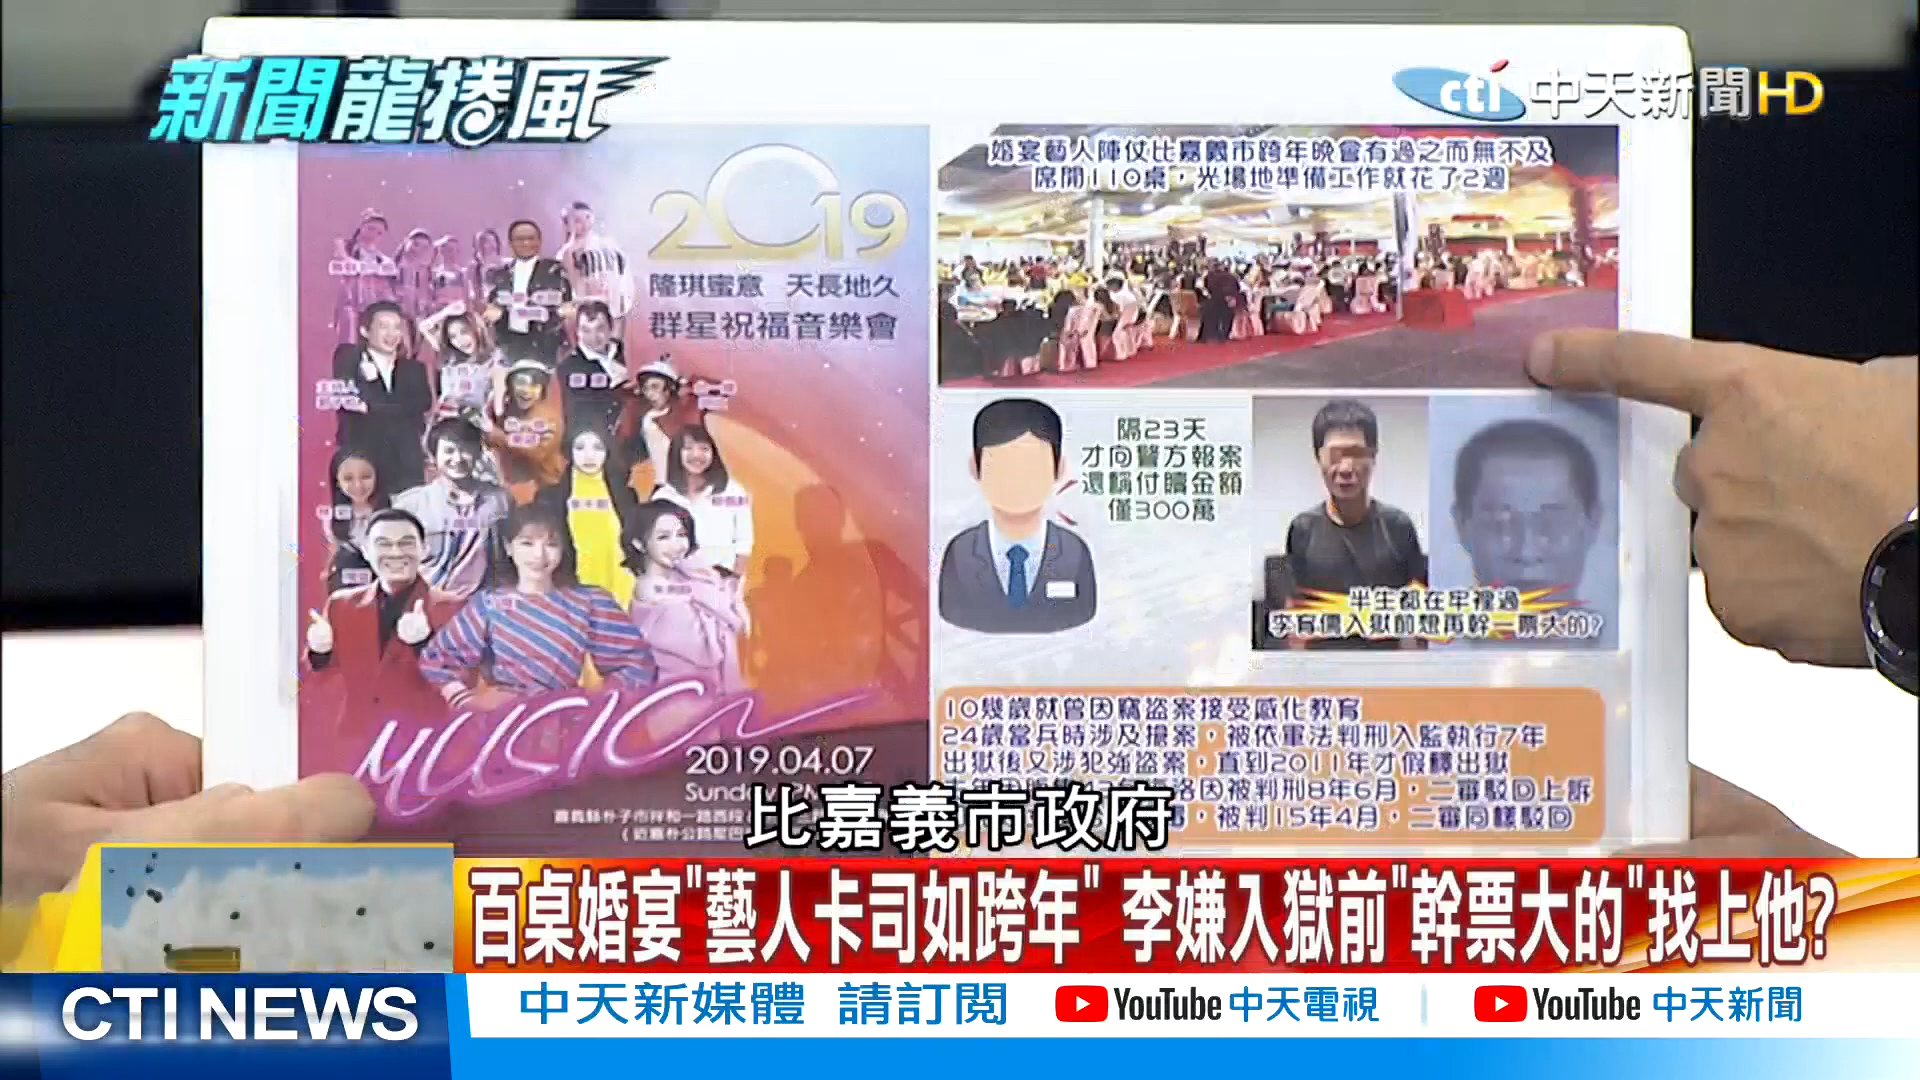 新聞龍捲風
cti 中天新聞HD
2019
隆琪蜜意 天長地久
群星祝福音樂會
主持人
MUSIC
2019.04.07
婚宴藝人陣仗比嘉義市跨年晚會有過之而無不及
席開110桌，光場地準備工作就花了2週
隔23天
才向警方報案
還稱付贖金額
僅300萬
半生都在牢裡過
李育儒入獄前想再幹一票大的?
10幾歲就曾因竊盜案接受感化教育
24歲當兵時涉及搶案，被依軍法判刑入監執行7年
出獄後又涉犯強盜案，直到2011年才假釋出獄
因被判刑8年6月，二審駁回上訴
被判15年4月，二審同樣駁回
比嘉義市政府
百桌婚宴"藝人卡司如跨年" 李嫌入獄前"幹票大的"找上他?
CTI NEWS
中天新媒體 請訂閱 YouTube 中天電視 | YouTube 中天新聞